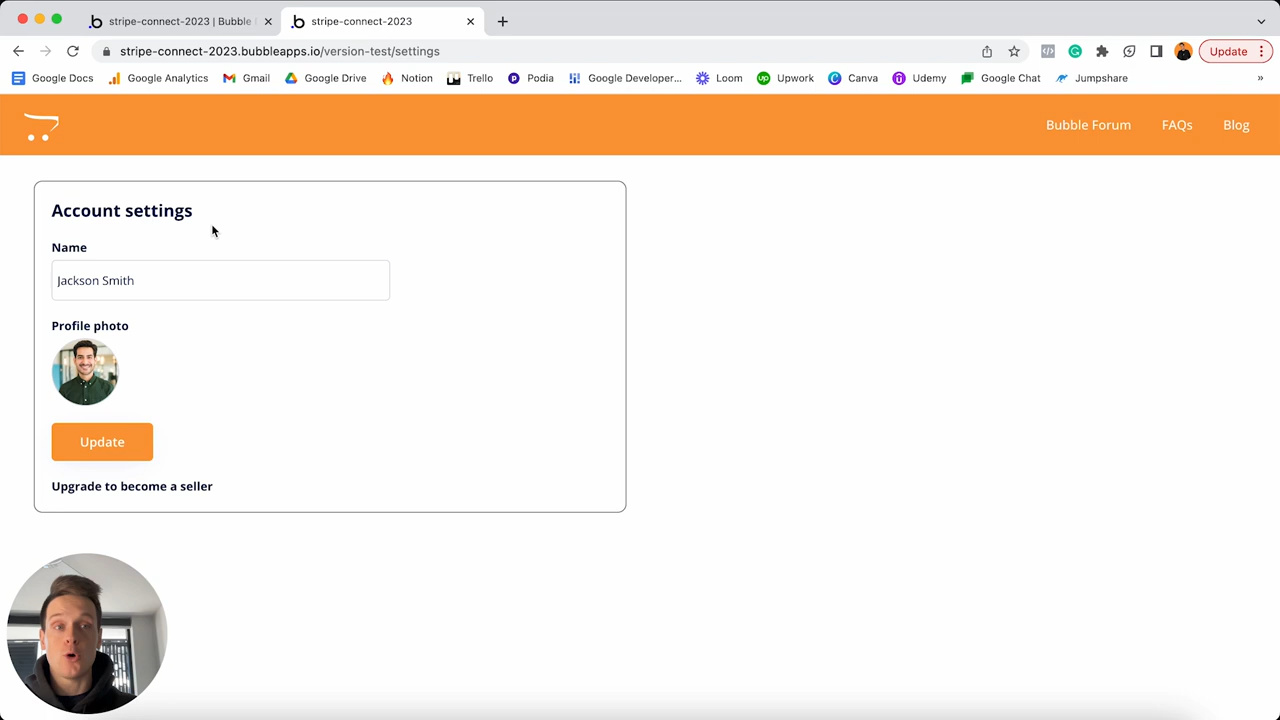 stripe-connect-2023 | Bubble
stripe-connect-2023
stripe-connect-2023.bubbleapps.io/version-test/settings
Update
Google Docs
Google Analytics
Gmail
Google Drive
Notion
Trello
Podia
Google Developer...
Loom
Upwork
Canva
Udemy
Google Chat
Jumpshare
»
Bubble Forum
FAQs
Blog
Account settings
Name
Jackson Smith
Profile photo
Update
Upgrade to become a seller